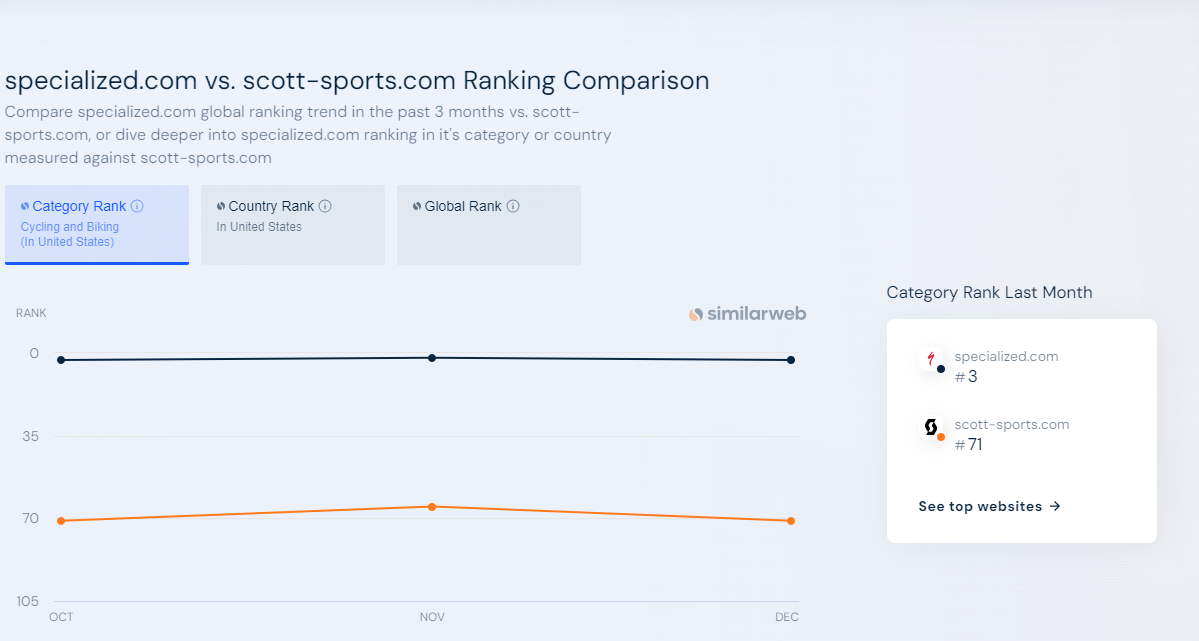 specialized.com vs. scott-sports.com Ranking Comparison
Compare specialized.com global ranking trend in the past 3 months vs. scott-
sports.com, or dive deeper into specialized.com ranking in it's category or country
measured against scott-sports.com
Category Rank
Cycling and Biking
(In United States)
Country Rank
In United States
Global Rank
RANK
similarweb
0
35
70
105
OCT
NOV
DEC
Category Rank Last Month
specialized.com
#3
scott-sports.com
#71
See top websites →